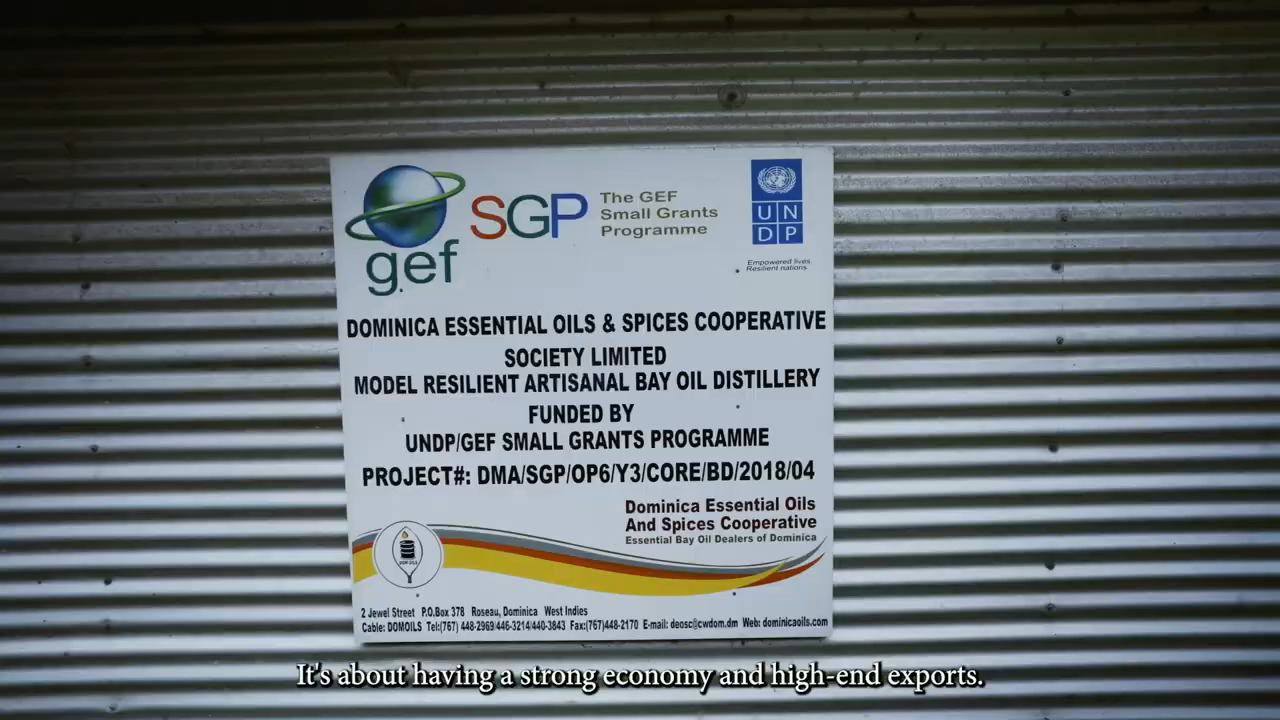 gef
SGP
The GEF
Small Grants
Programme
UN
DP
Empowered lives
Resilient nations
DOMINICA ESSENTIAL OILS & SPICES COOPERATIVE
SOCIETY LIMITED
MODEL RESILIENT ARTISANAL BAY OIL DISTILLERY
FUNDED BY
UNDP/GEF SMALL GRANTS PROGRAMME
PROJECT#: DMA/SGP/OP6/Y3/CORE/BD/2018/04
Dominica Essential Oils
And Spices Cooperative
Essential Bay Oil Dealers of Dominica
DOM OILS
2 Jewel Street P.O.Box 378 Roseau, Dominica West Indies
Cable: DOMOILS Tel:(767) 448-2969/446-3214/440-3843 Fax:(767)448-2170 E-mail: deosc@cwdom.dm Web: dominicaoils.com
It's about having a strong economy and high-end exports.